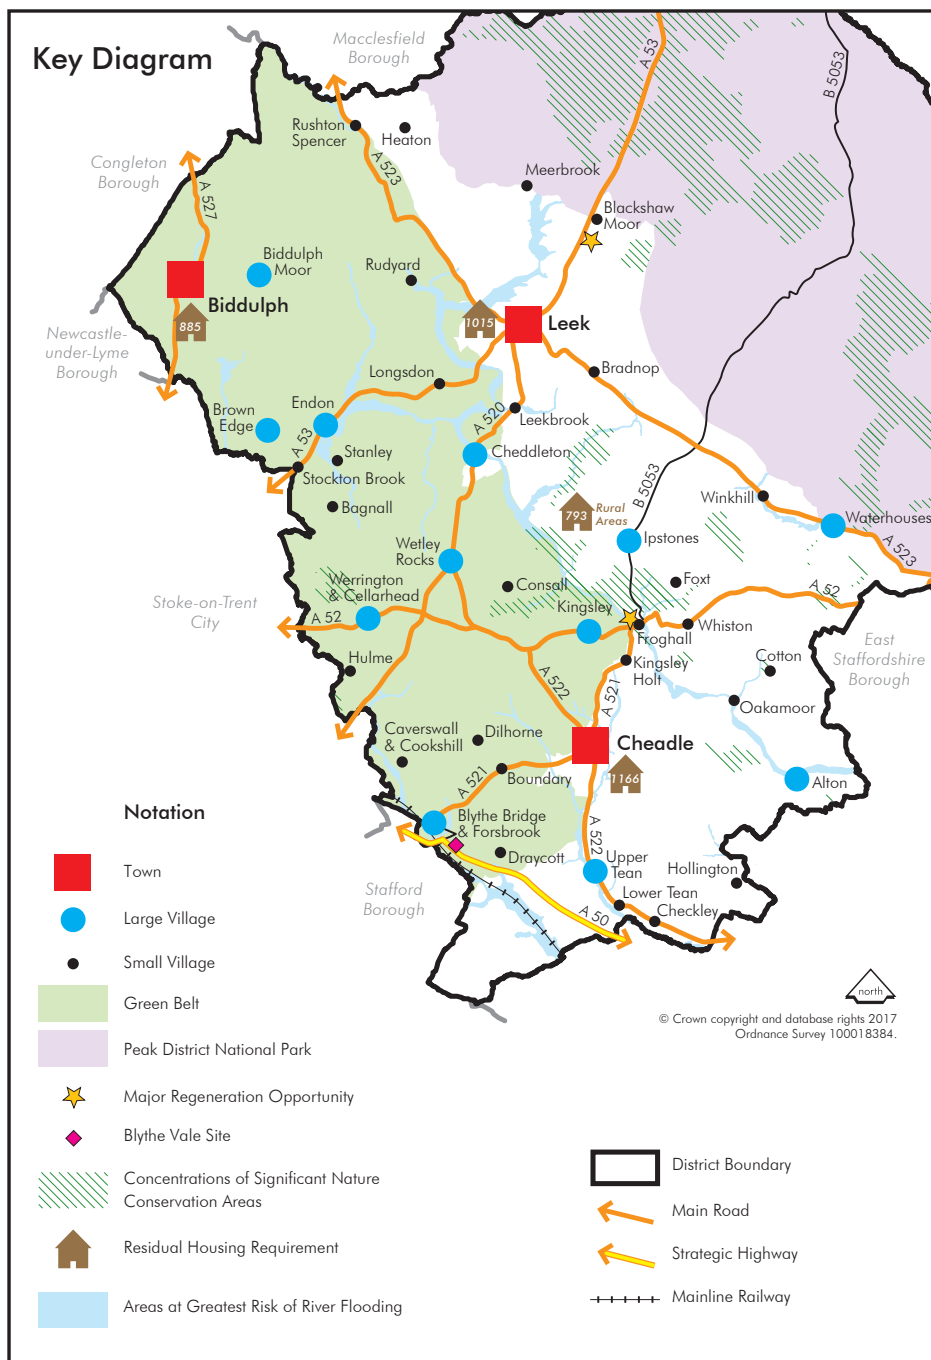 Key Diagram
Macclesfield
Borough
A 53
B 5053
Rushton
Spencer
Heaton
Congleton
Borough
A 527
A 523
Meerbrook
Blackshaw
Moor
Biddulph
Moor
Rudyard
Biddulph
885
1015
Leek
Newcastle-
under-Lyme
Borough
Longsdon
Bradnop
Brown
Edge
Endon
A 520
Leekbrook
A 53
Stanley
Cheddleton
Stockton Brook
B 5053
Winkhill
Bagnall
793
Rural
Areas
Waterhouses
Wetley
Rocks
Ipstones
A 523
Werrington
& Cellarhead
Consall
Foxt
A 52
Stoke-on-Trent
City
A 52
Kingsley
Froghall
Whiston
East
Staffordshire
Borough
Hulme
Kingsley
Holt
Cotton
A 522
A 521
Oakamoor
Caverswall
& Cookshill
Dilhorne
Cheadle
A 521
Boundary
1166
Alton
Notation
Blythe Bridge
& Forsbrook
A 522
Draycott
Upper
Tean
Hollington
Town
Stafford
Borough
Lower Tean
Checkley
A 50
Large Village
Small Village
north
Green Belt
© Crown copyright and database rights 2017
Ordnance Survey 100018384.
Peak District National Park
Major Regeneration Opportunity
Blythe Vale Site
Concentrations of Significant Nature
Conservation Areas
Residual Housing Requirement
Areas at Greatest Risk of River Flooding
District Boundary
Main Road
Strategic Highway
Mainline Railway